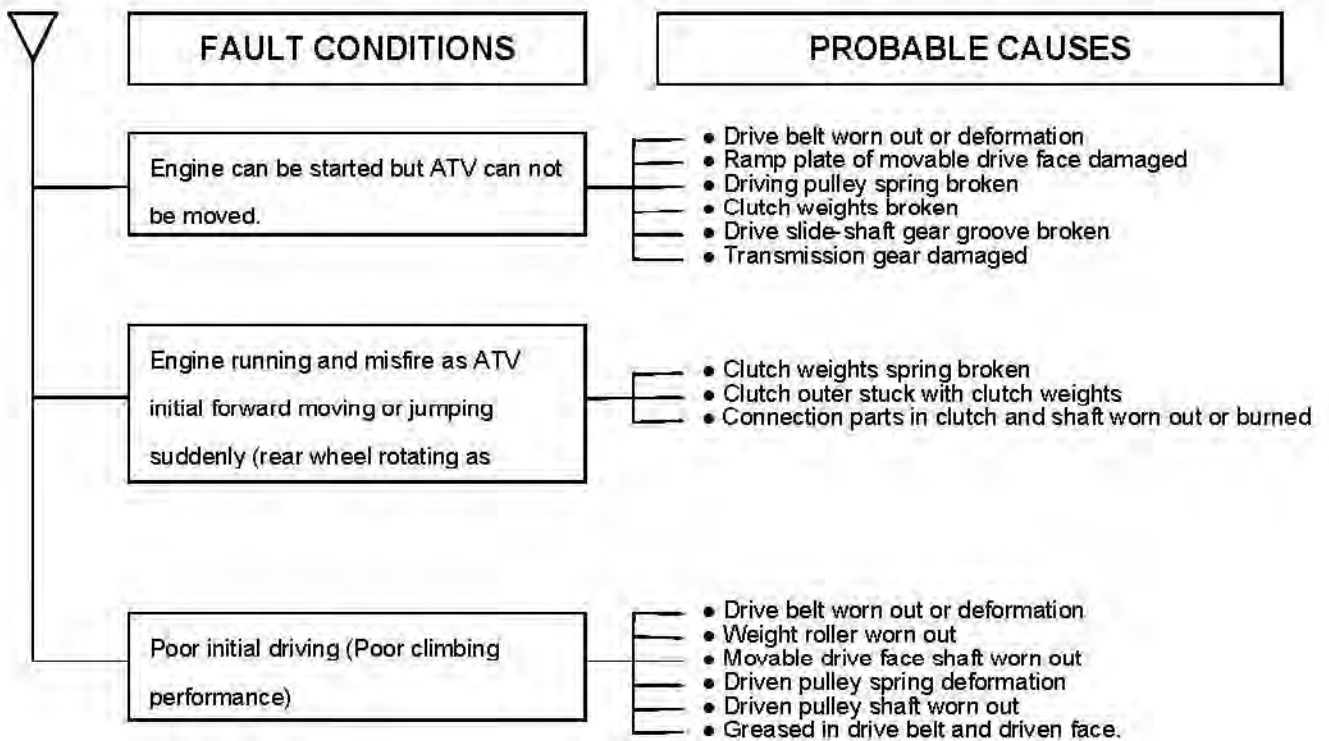 FAULT CONDITIONS
PROBABLE CAUSES
Engine can be started but ATV can not
be moved.
• Drive belt worn out or deformation
• Ramp plate of movable drive face damaged
• Driving pulley spring broken
• Clutch weights broken
• Drive slide-shaft gear groove broken
• Transmission gear damaged
Engine running and misfire as ATV
initial forward moving or jumping
suddenly (rear wheel rotating as
• Clutch weights spring broken
• Clutch outer stuck with clutch weights
• Connection parts in clutch and shaft worn out or burned
Poor initial driving (Poor climbing
performance)
• Drive belt worn out or deformation
• Weight roller worn out
• Movable drive face shaft worn out
• Driven pulley spring deformation
• Driven pulley shaft worn out
• Greased in drive belt and driven face.